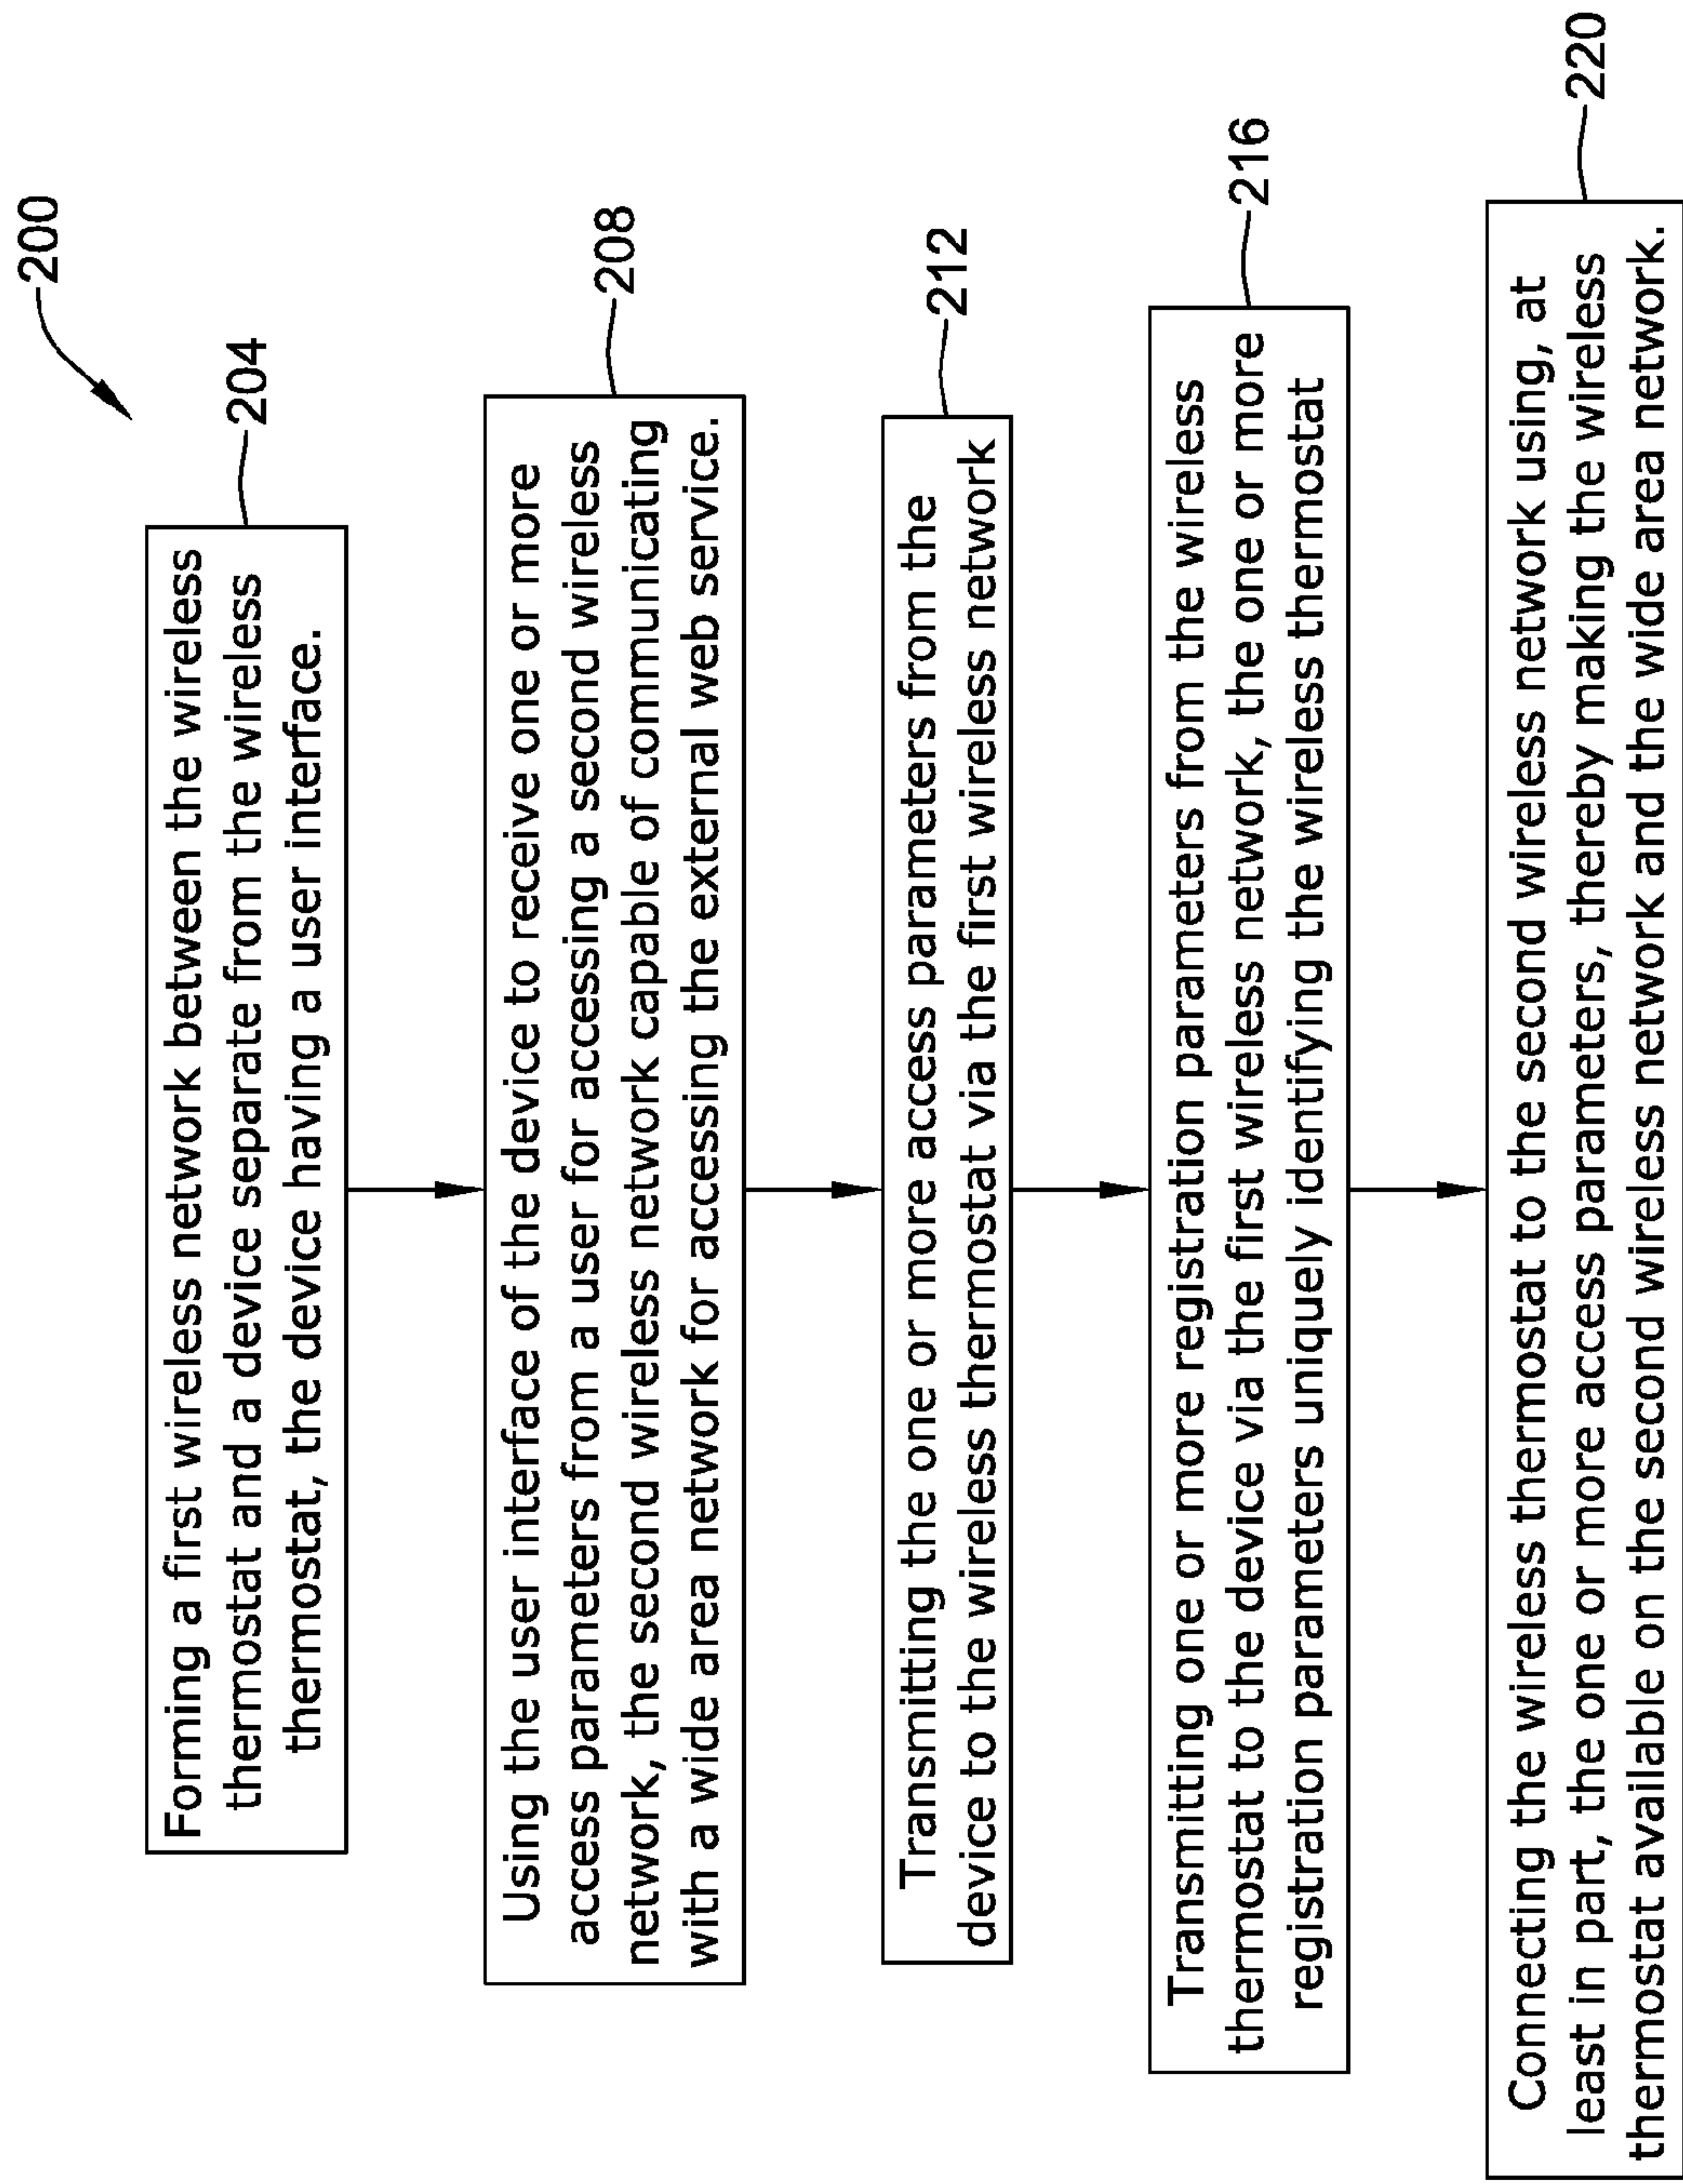 200
204
Forming a first wireless network between the wireless
thermostat and a device separate from the wireless
thermostat, the device having a user interface.
208
Using the user interface of the device to receive one or more
access parameters from a user for accessing a second wireless
network, the second wireless network capable of communicating
with a wide area network for accessing the external web service.
212
Transmitting the one or more access parameters from the
device to the wireless thermostat via the first wireless network
216
Transmitting one or more registration parameters from the wireless
thermostat to the device via the first wireless network, the one or more
registration parameters uniquely identifying the wireless thermostat
220
Connecting the wireless thermostat to the second wireless network using, at
least in part, the one or more access parameters, thereby making the wireless
thermostat available on the second wireless network and the wide area network.